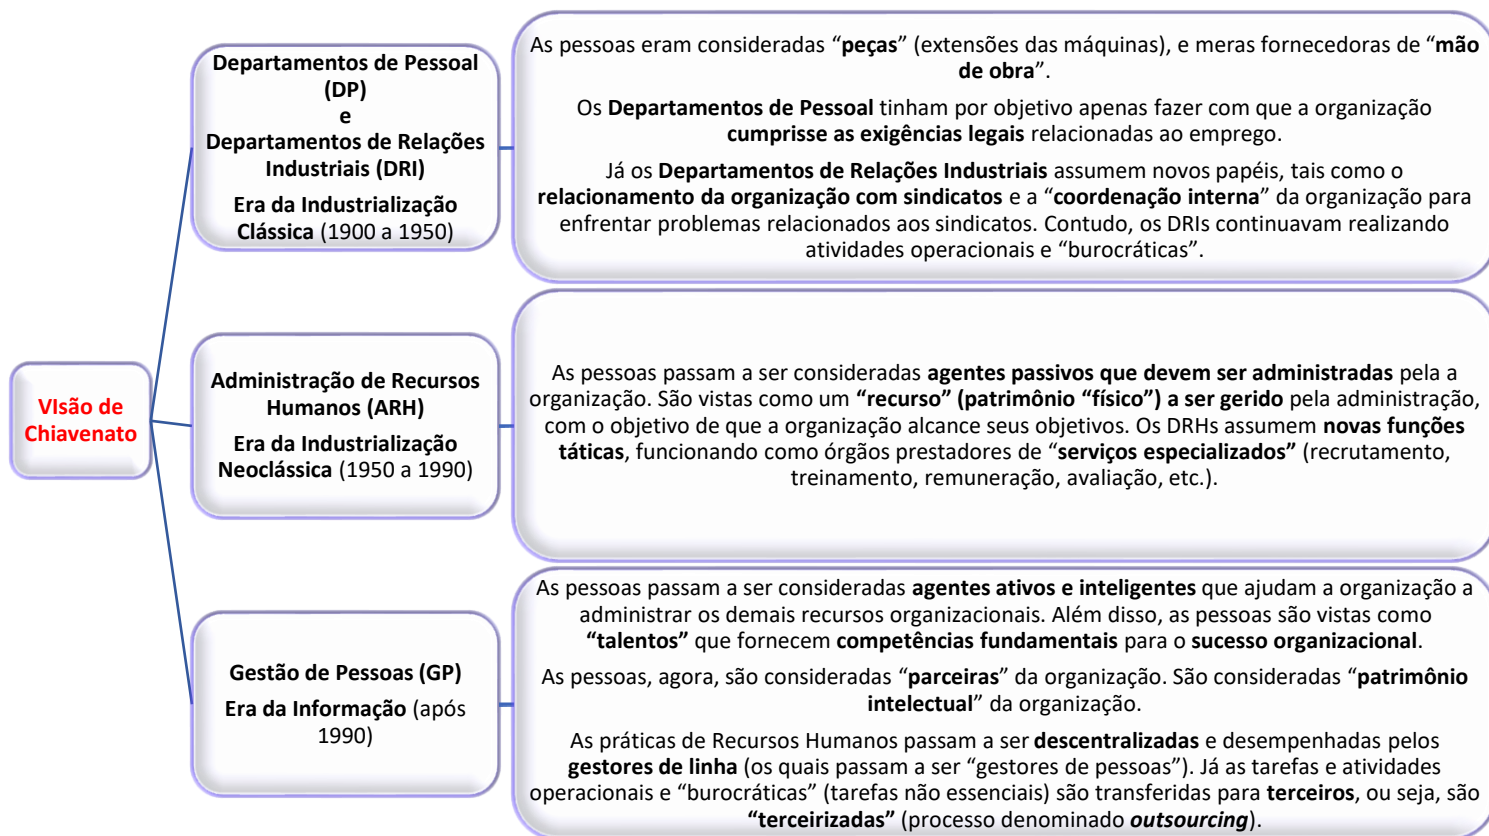 VIsão de
Chiavenato
Departamentos de Pessoal
(DP)
e
Departamentos de Relações
Industriais (DRI)
Era da Industrialização
Clássica (1900 a 1950)
As pessoas eram consideradas “peças” (extensões das máquinas), e meras fornecedoras de “mão
de obra”.
Os Departamentos de Pessoal tinham por objetivo apenas fazer com que a organização
cumprisse as exigências legais relacionadas ao emprego.
Já os Departamentos de Relações Industriais assumem novos papéis, tais como o
relacionamento da organização com sindicatos e a “coordenação interna” da organização para
enfrentar problemas relacionados aos sindicatos. Contudo, os DRIs continuavam realizando
atividades operacionais e “burocráticas”.
Administração de Recursos
Humanos (ARH)
Era da Industrialização
Neoclássica (1950 a 1990)
As pessoas passam a ser consideradas agentes passivos que devem ser administradas pela a
organização. São vistas como um “recurso” (patrimônio “físico”) a ser gerido pela administração,
com o objetivo de que a organização alcance seus objetivos. Os DRHs assumem novas funções
táticas, funcionando como órgãos prestadores de “serviços especializados” (recrutamento,
treinamento, remuneração, avaliação, etc.).
Gestão de Pessoas (GP)
Era da Informação (após
1990)
As pessoas passam a ser consideradas agentes ativos e inteligentes que ajudam a organização a
administrar os demais recursos organizacionais. Além disso, as pessoas são vistas como
“talentos” que fornecem competências fundamentais para o sucesso organizacional.
As pessoas, agora, são consideradas “parceiras” da organização. São consideradas “patrimônio
intelectual” da organização.
As práticas de Recursos Humanos passam a ser descentralizadas e desempenhadas pelos
gestores de linha (os quais passam a ser “gestores de pessoas”). Já as tarefas e atividades
operacionais e “burocráticas” (tarefas não essenciais) são transferidas para terceiros, ou seja, são
“terceirizadas” (processo denominado outsourcing).